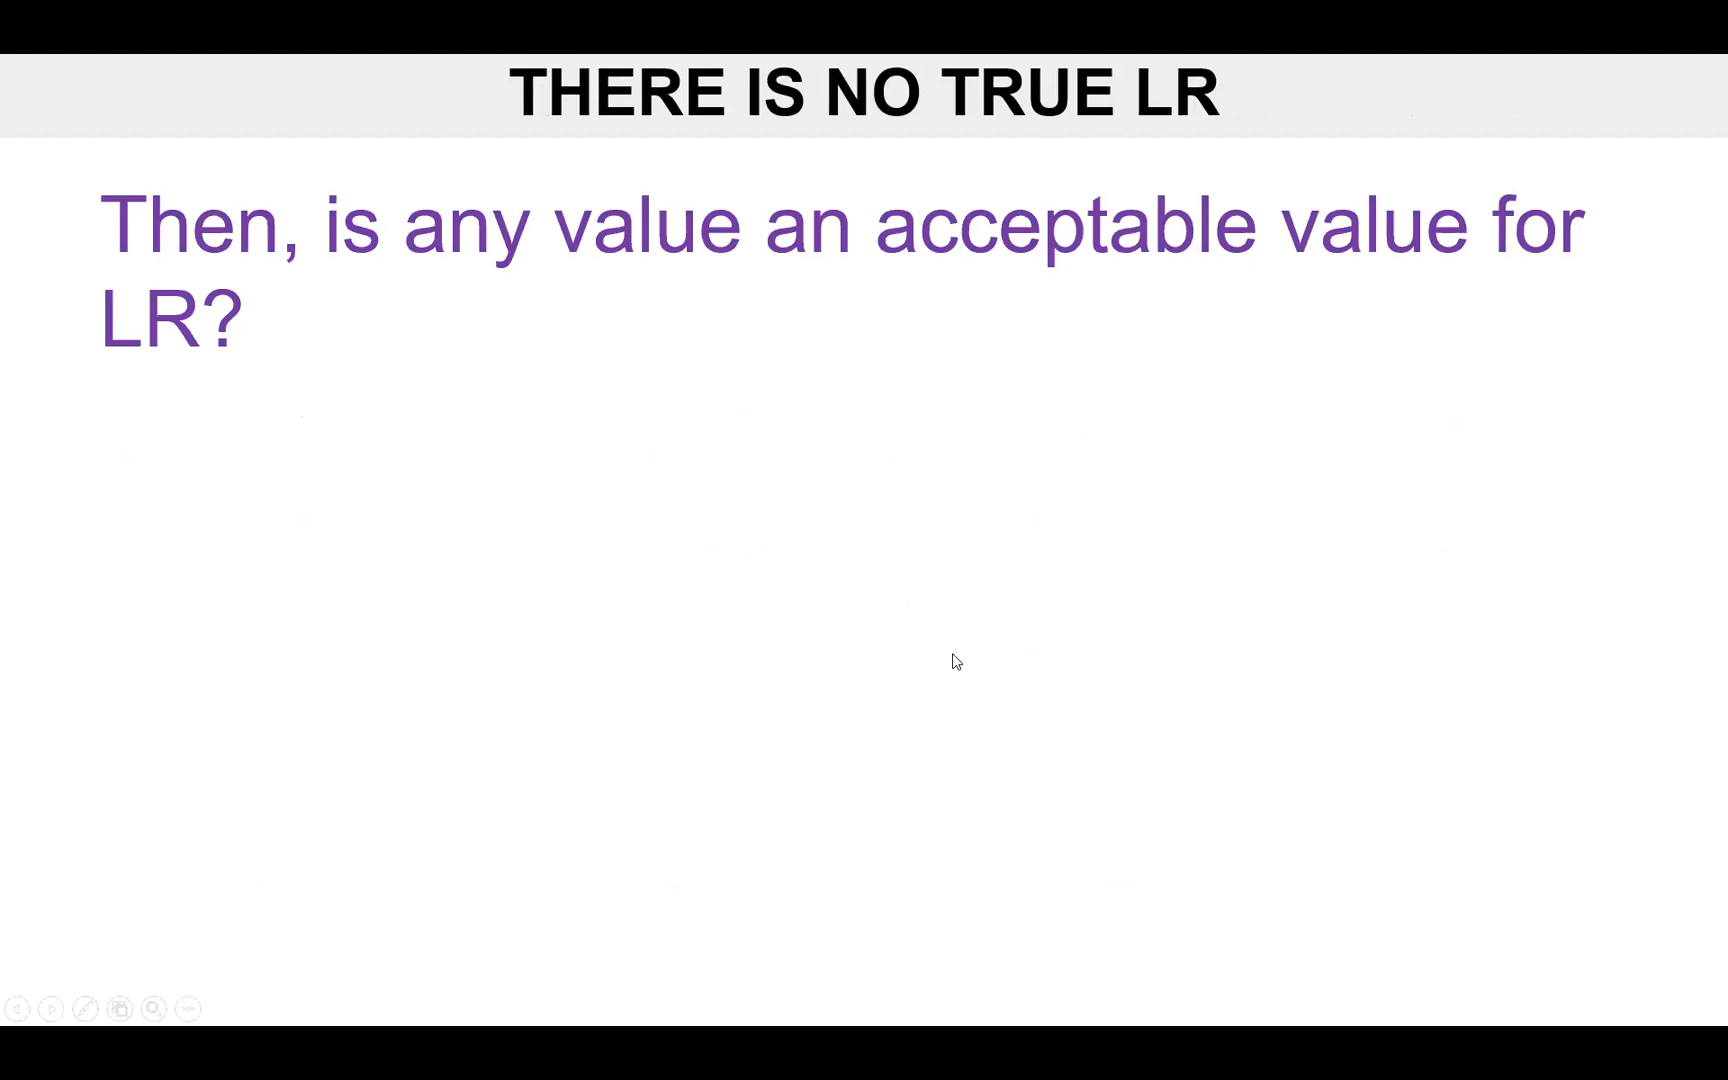 THERE IS NO TRUE LR
Then, is any value an acceptable value for
LR?